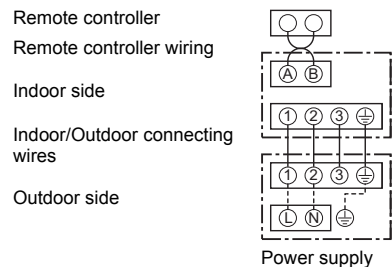 Remote controller
Remote controller wiring
A B
Indoor side
1 2 3
Indoor/Outdoor connecting
wires
1 2 3
Outdoor side
L N
Power supply